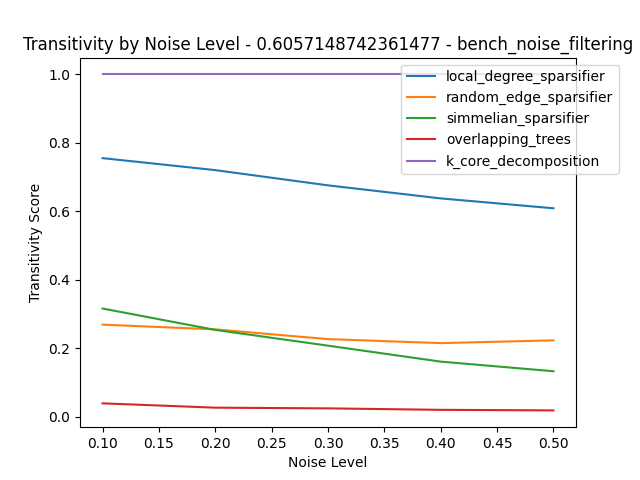 Transitivity by Noise Level - 0.6057148742361477 - bench_noise_filtering
local_degree_sparsifier
random_edge_sparsifier
simmelian_sparsifier
overlapping_trees
k_core_decomposition
Transitivity Score
1.0
0.8
0.6
0.4
0.2
0.0
0.10 0.15 0.20 0.25 0.30 0.35 0.40 0.45 0.50
Noise Level